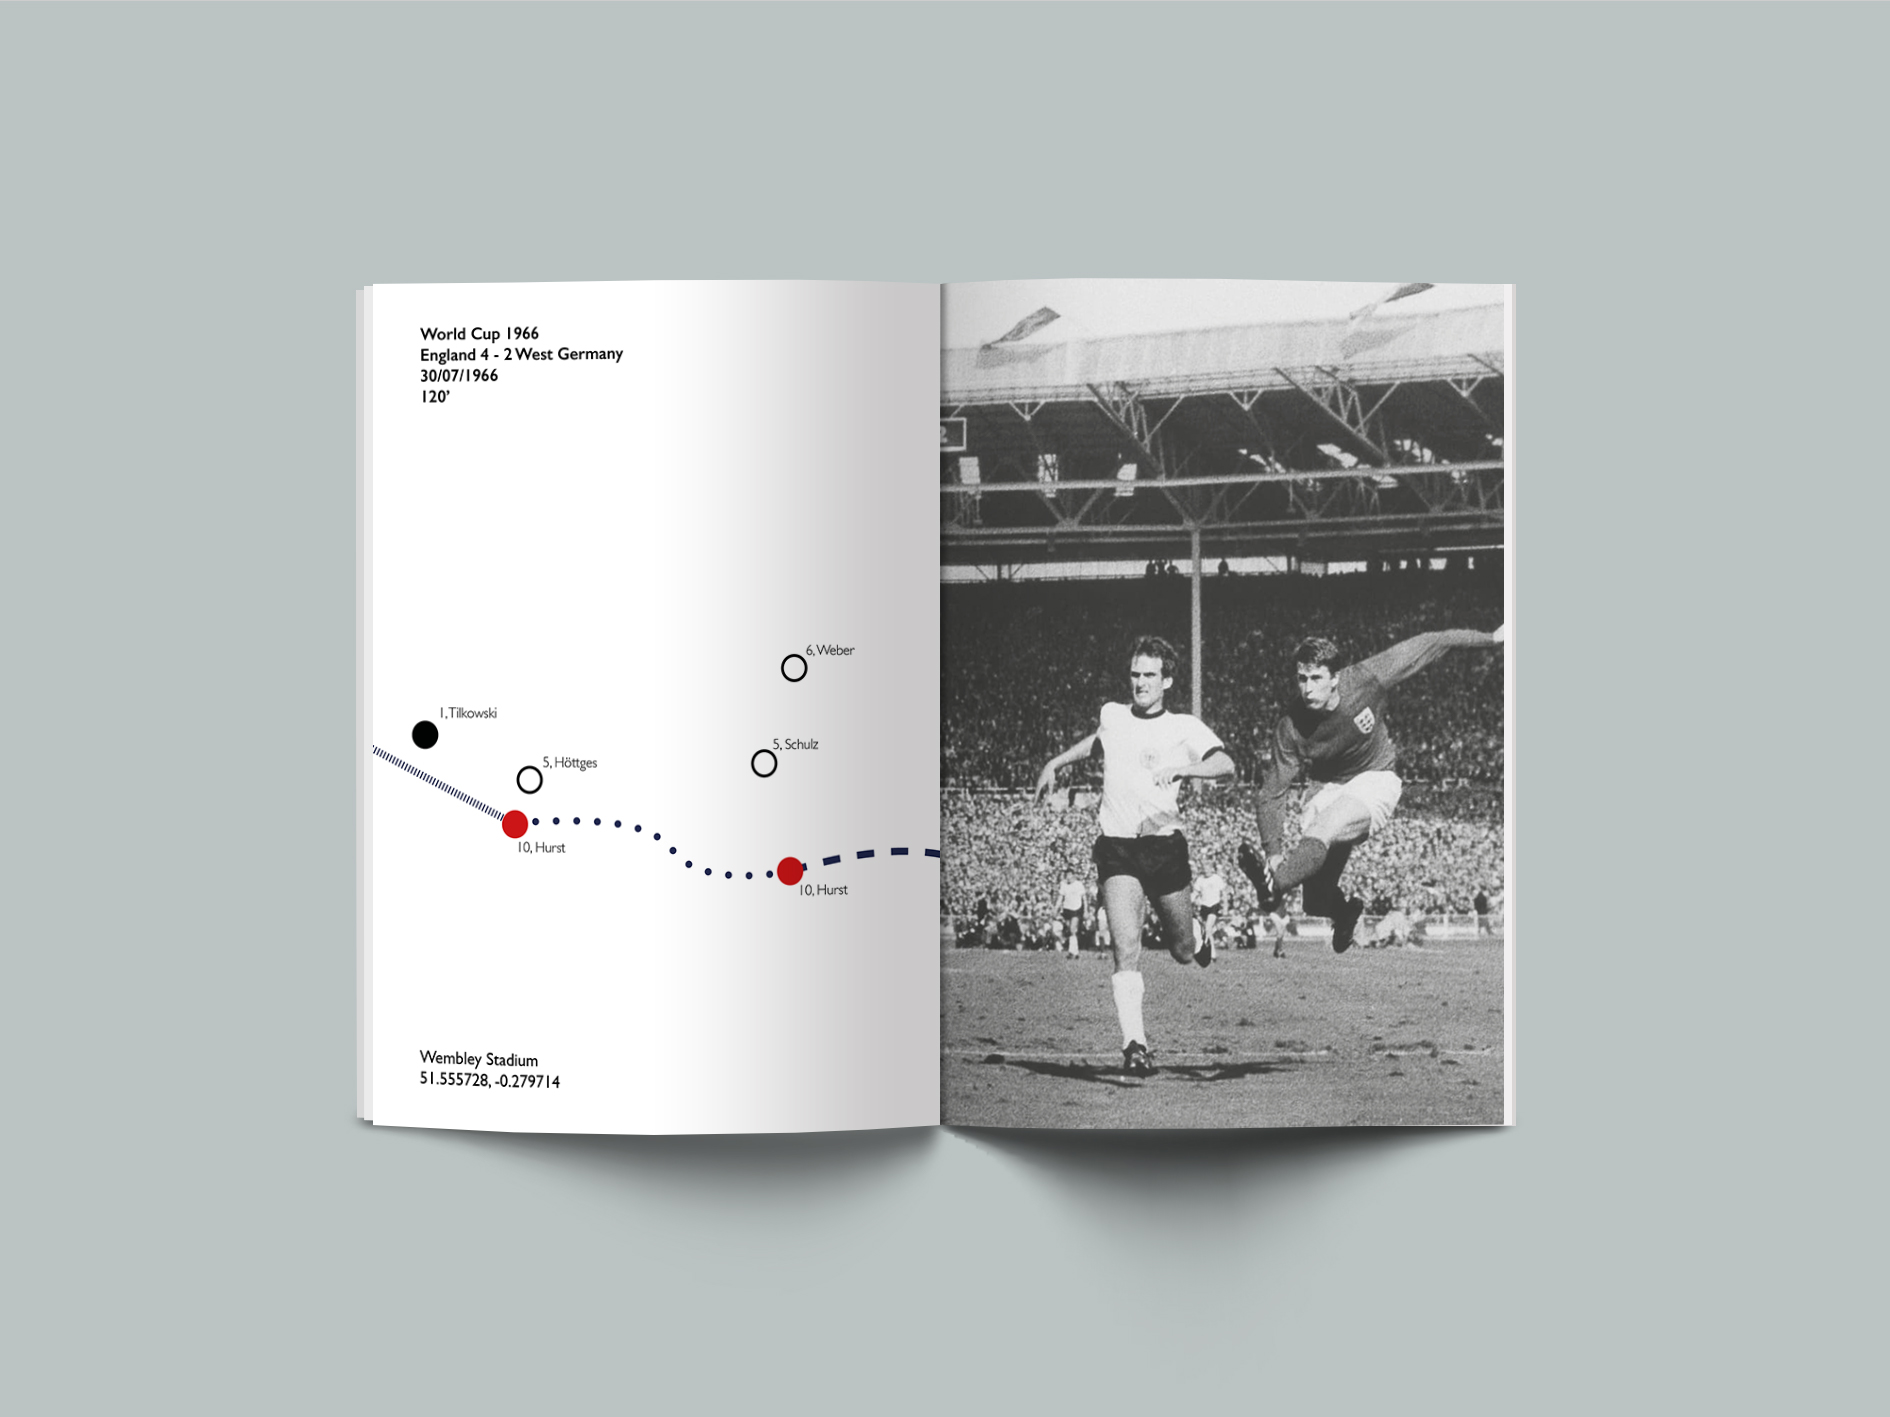 World Cup 1966
England 4 - 2 West Germany
30/07/1966
120’
6, Weber
1, Tilkowski
5, Schulz
5, Höttges
10, Hurst
10, Hurst
Wembley Stadium
51.555728, -0.279714